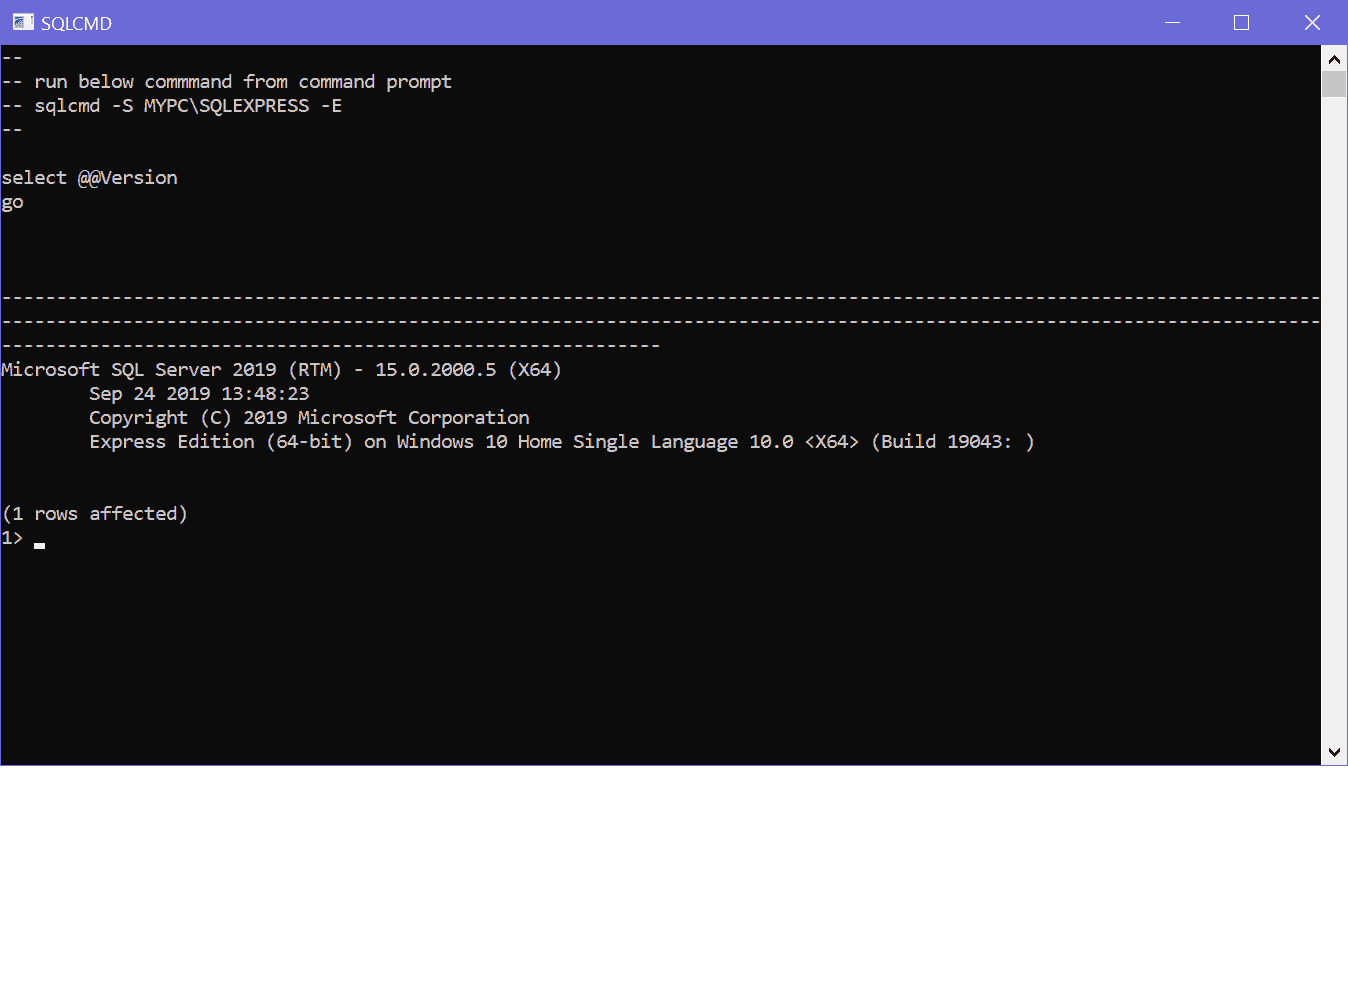 SQLCMD
--
-- run below commmand from command prompt
-- sqlcmd -S MYPC\SQLEXPRESS -E
--
select @@Version
go
------------------------------------------------------------------------------------------------------------------------
------------------------------------------------------------------------------------------------------------------------
------------------------------------------------------------
Microsoft SQL Server 2019 (RTM) - 15.0.2000.5 (X64)
        Sep 24 2019 13:48:23
        Copyright (C) 2019 Microsoft Corporation
        Express Edition (64-bit) on Windows 10 Home Single Language 10.0 <X64> (Build 19043: )
(1 rows affected)
1>